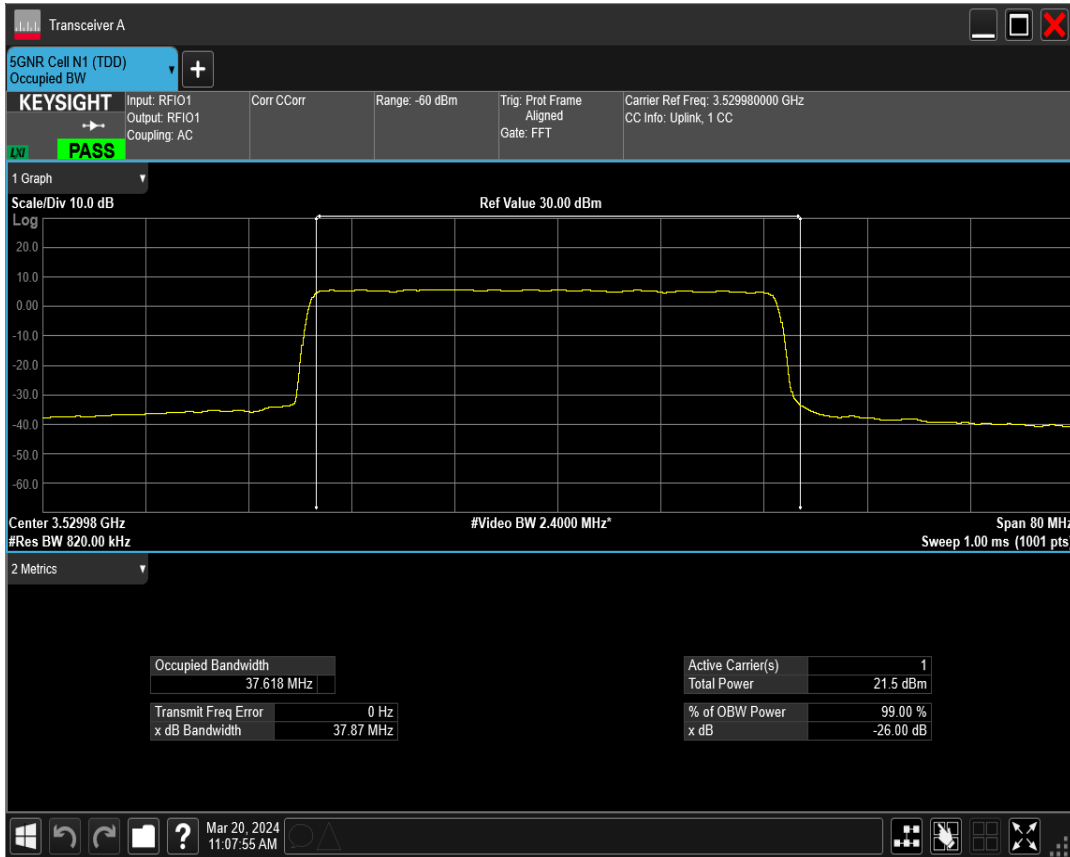 Transceiver A
5GNR Cell N1 (TDD)
Occupied BW
+
KEYSIGHT
LXI
PASS
Input: RFIO1
Output: RFIO1
Coupling: AC
Corr CCorr
Range: -60 dBm
Trig: Prot Frame
Aligned
Gate: FFT
Carrier Ref Freq: 3.529980000 GHz
CC Info: Uplink, 1 CC
1 Graph
Scale/Div 10.0 dB
Ref Value 30.00 dBm
Log
20.0
10.0
0.00
-10.0
-20.0
-30.0
-40.0
-50.0
-60.0
Center 3.52998 GHz
#Video BW 2.4000 MHz*
Span 80 MHz
#Res BW 820.00 kHz
Sweep 1.00 ms (1001 pts)
2 Metrics
Occupied Bandwidth
37.618 MHz
Transmit Freq Error 0 Hz
x dB Bandwidth 37.87 MHz
Active Carrier(s) 1
Total Power 21.5 dBm
% of OBW Power 99.00 %
x dB -26.00 dB
?
Mar 20, 2024
11:07:55 AM